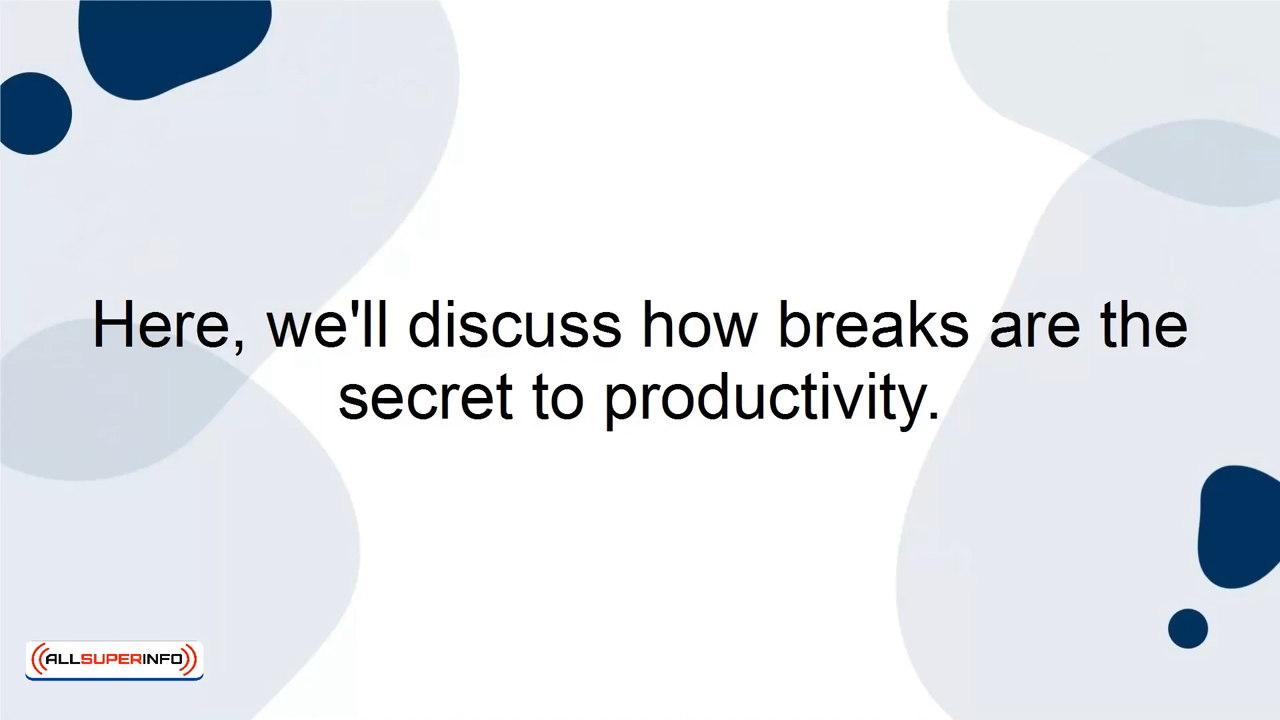 Here, we'll discuss how breaks are the
secret to productivity.
ALLSUPERINFO